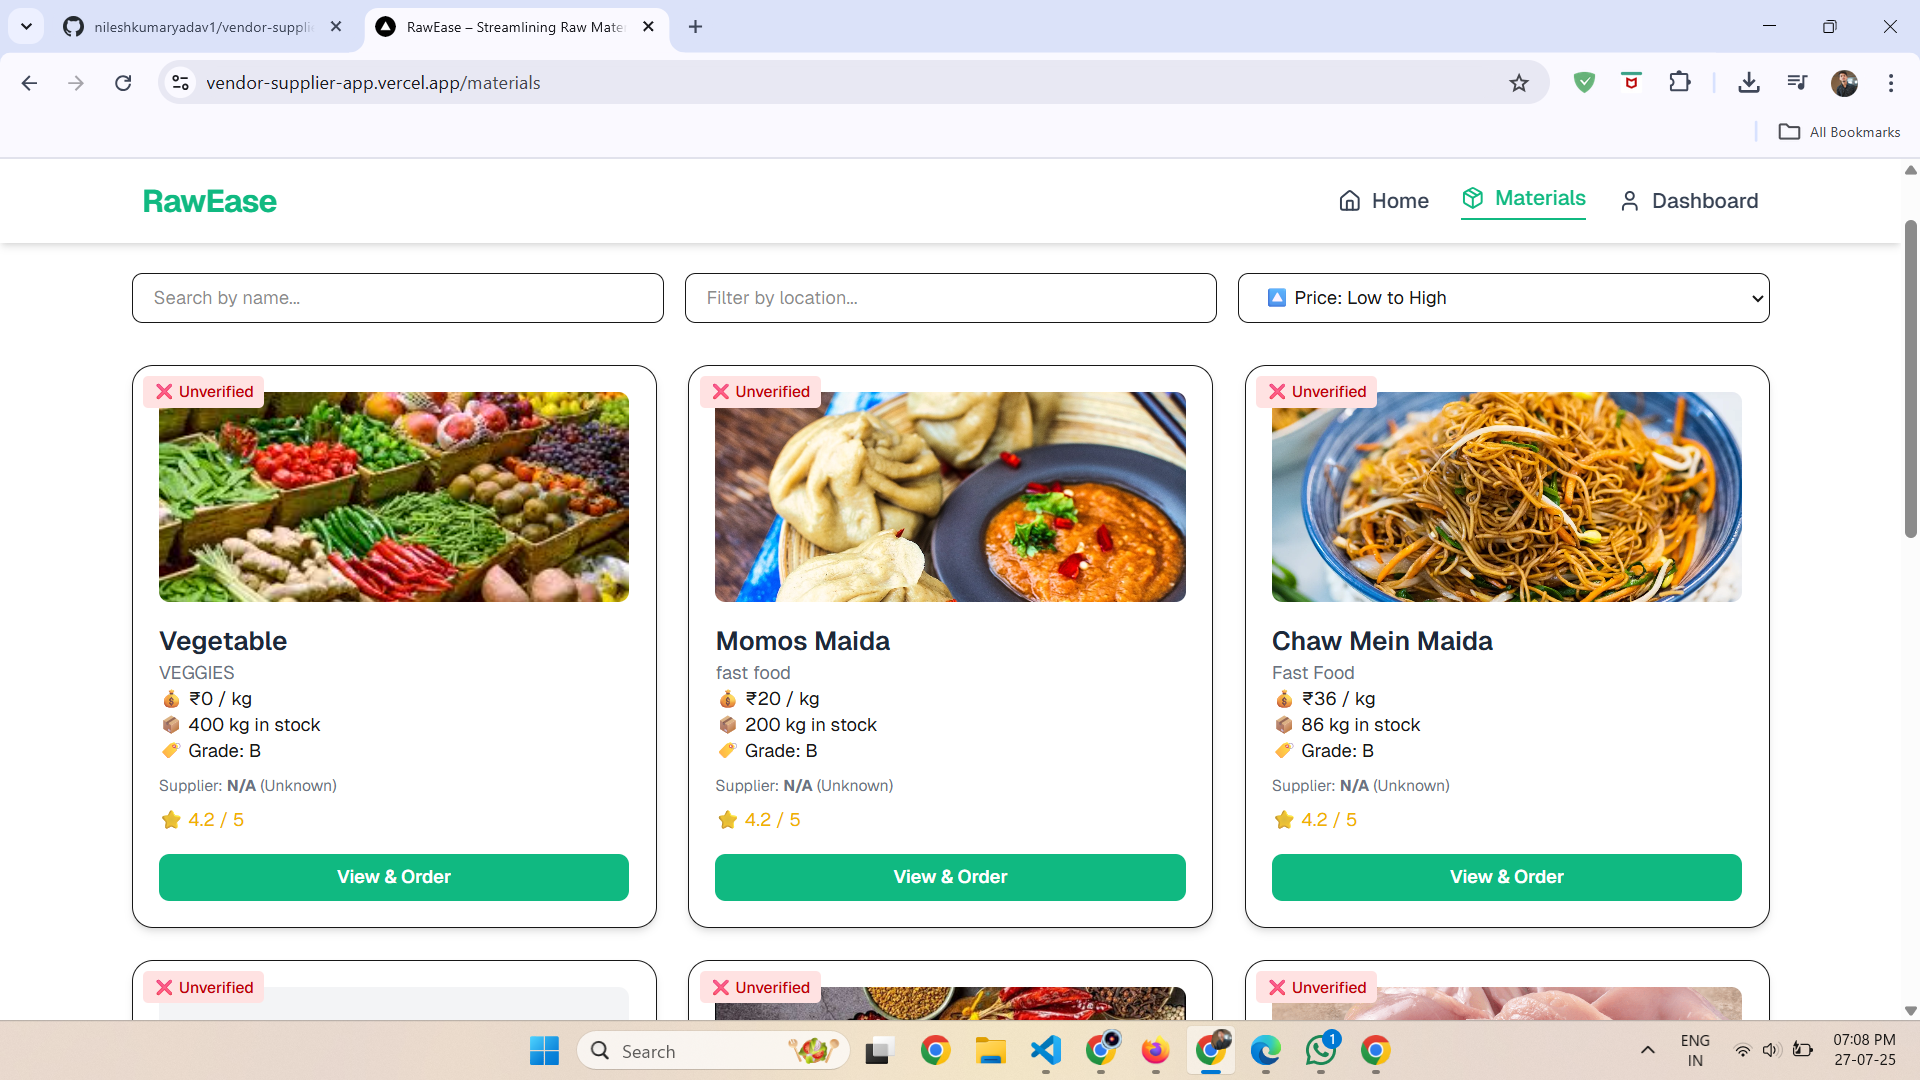 nileshkumaryadav1/vendor-suppli
RawEase – Streamlining Raw Mater
vendor-supplier-app.vercel.app/materials
All Bookmarks
RawEase
Home
Materials
Dashboard
Search by name...
Filter by location...
🔼 Price: Low to High
❌ Unverified
❌ Unverified
❌ Unverified
Vegetable
VEGGIES
💰 ₹0 / kg
📦 400 kg in stock
🏷️ Grade: B
Supplier: N/A (Unknown)
⭐ 4.2 / 5
View & Order
Momos Maida
fast food
💰 ₹20 / kg
📦 200 kg in stock
🏷️ Grade: B
Supplier: N/A (Unknown)
⭐ 4.2 / 5
View & Order
Chaw Mein Maida
Fast Food
💰 ₹36 / kg
📦 86 kg in stock
🏷️ Grade: B
Supplier: N/A (Unknown)
⭐ 4.2 / 5
View & Order
❌ Unverified
❌ Unverified
❌ Unverified
Search
1
ENG
IN
07:08 PM
27-07-25